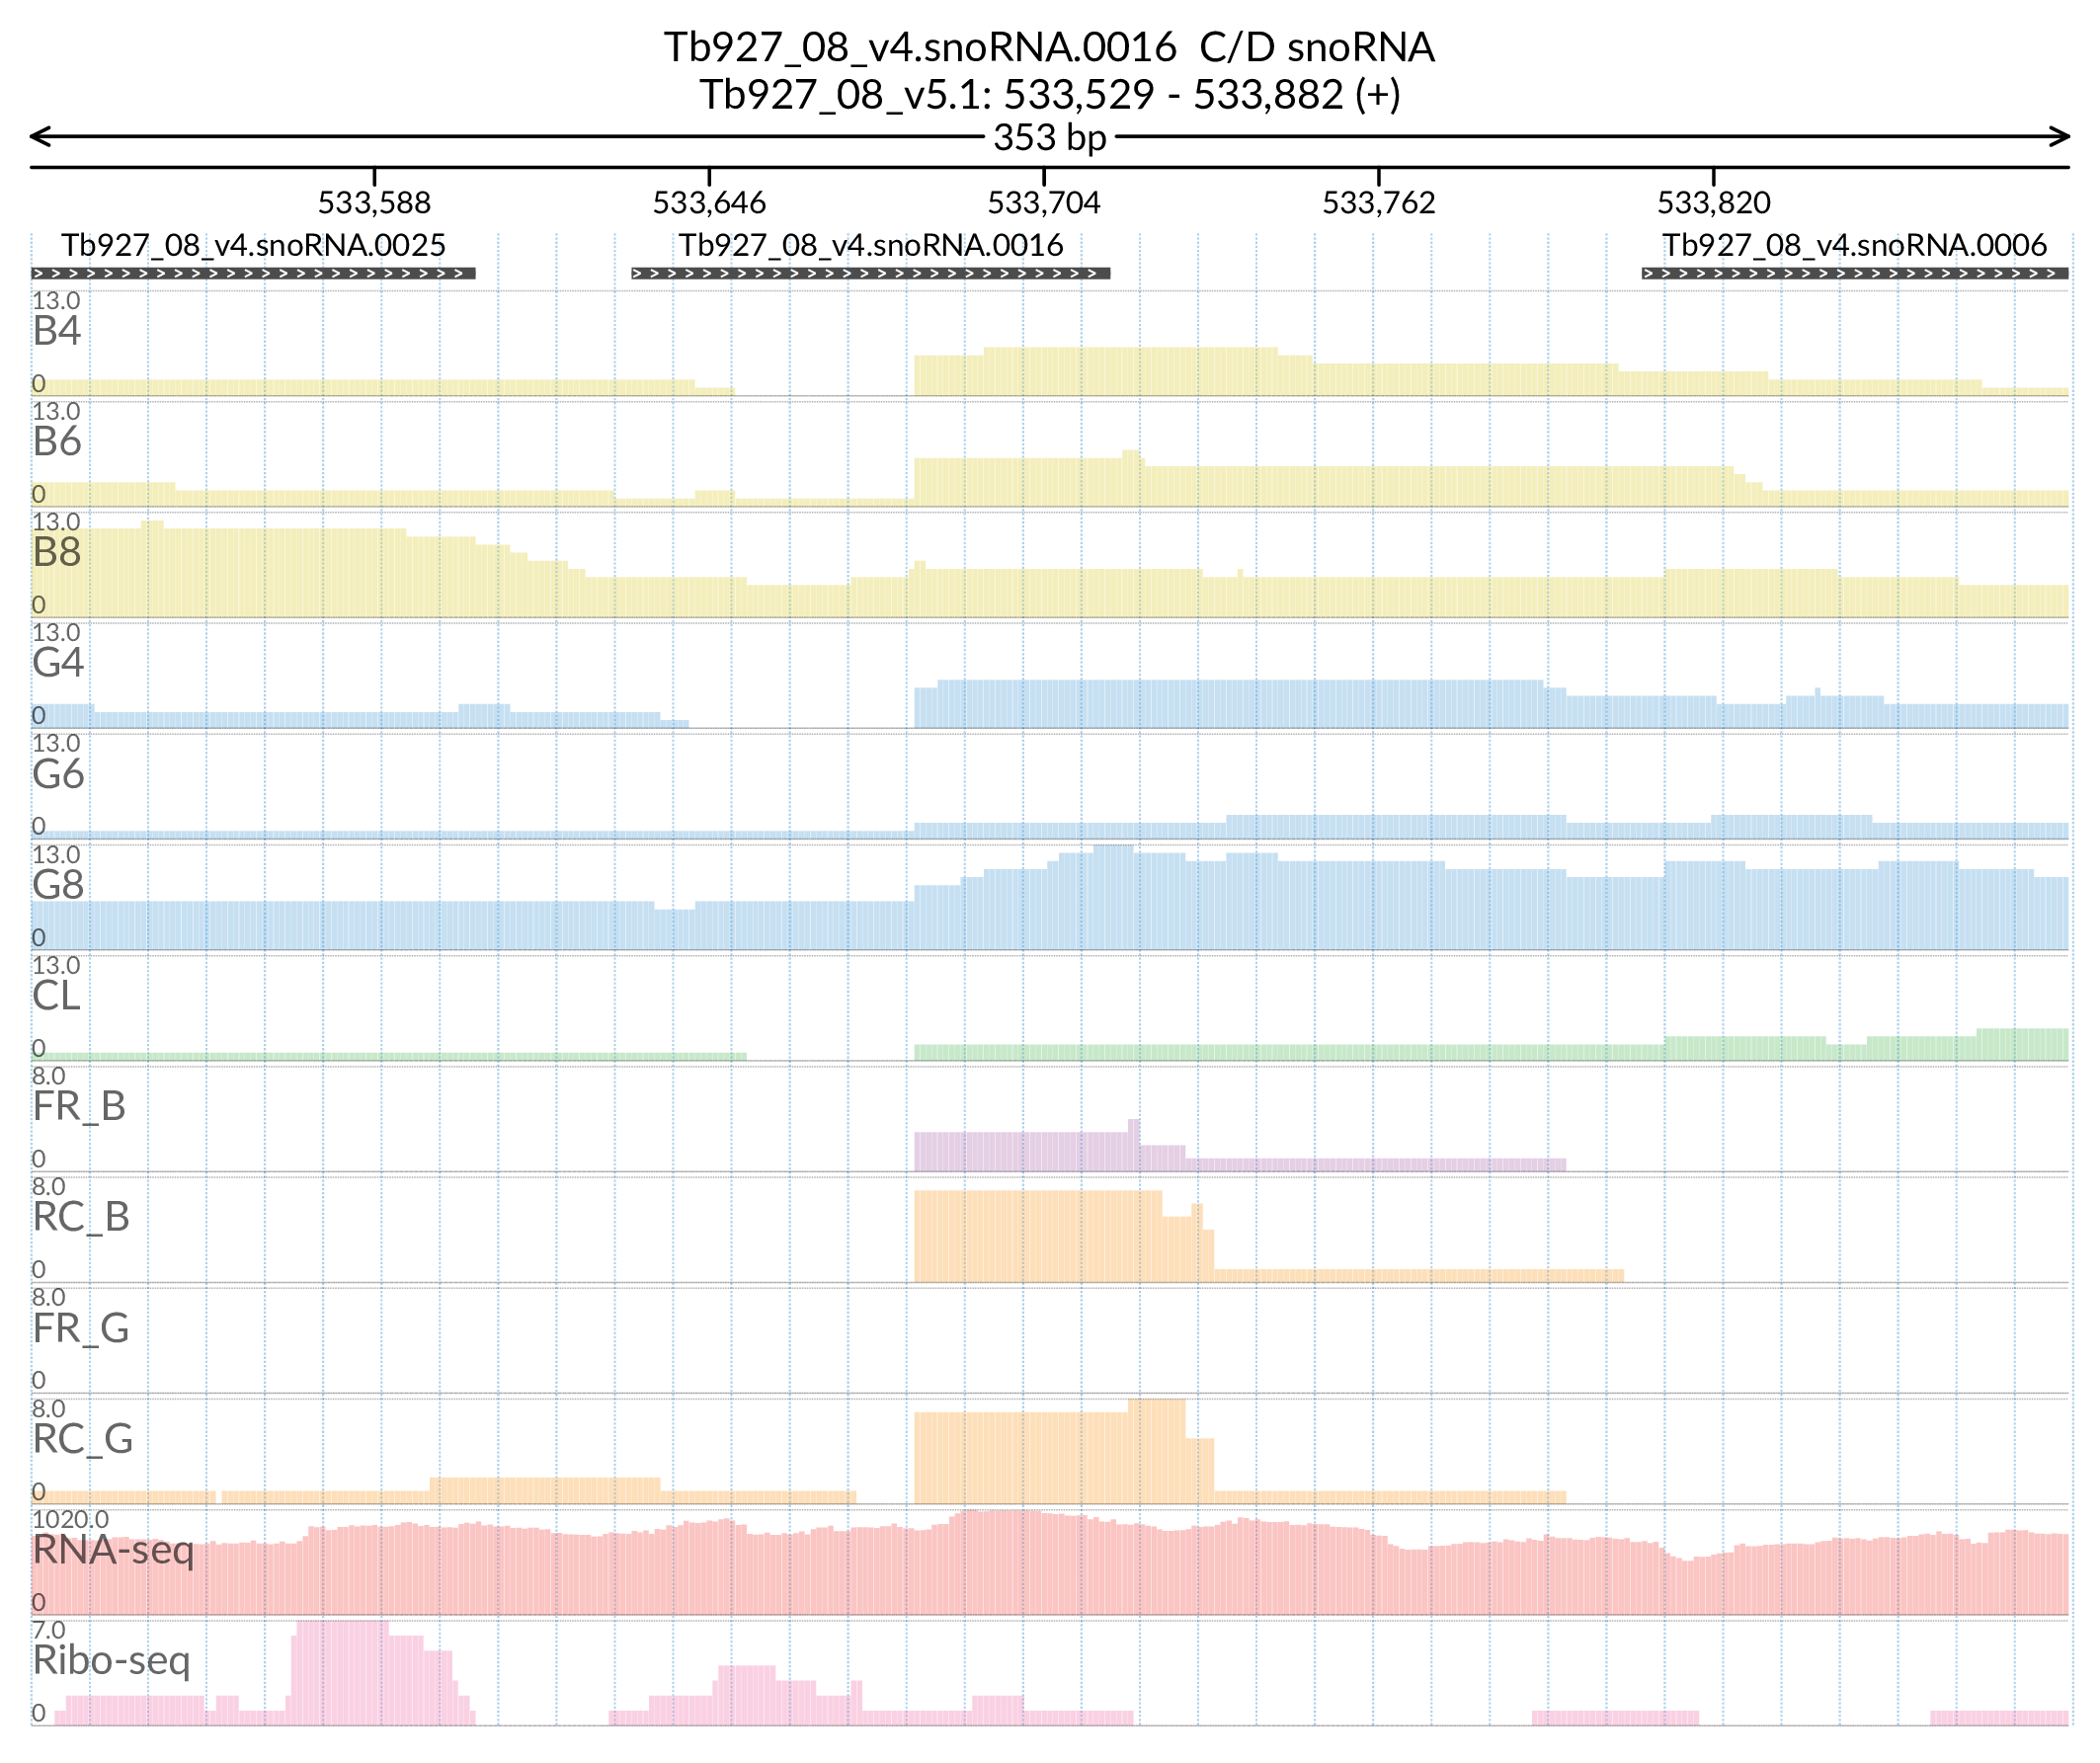 Tb927_08_v4.snoRNA.0016 C/D snoRNA
Tb927_08_v5.1: 533,529 - 533,882 (+)
353 bp
533,588 533,646 533,704 533,762 533,820
Tb927_08_v4.snoRNA.0025 Tb927_08_v4.snoRNA.0016 Tb927_08_v4.snoRNA.0006
13.0
B4
0
13.0
B6
0
13.0
B8
0
13.0
G4
0
13.0
G6
0
13.0
G8
0
13.0
CL
0
8.0
FR_B
0
8.0
RC_B
0
8.0
FR_G
0
8.0
RC_G
0
1020.0
RNA-seq
0
7.0
Ribo-seq
0